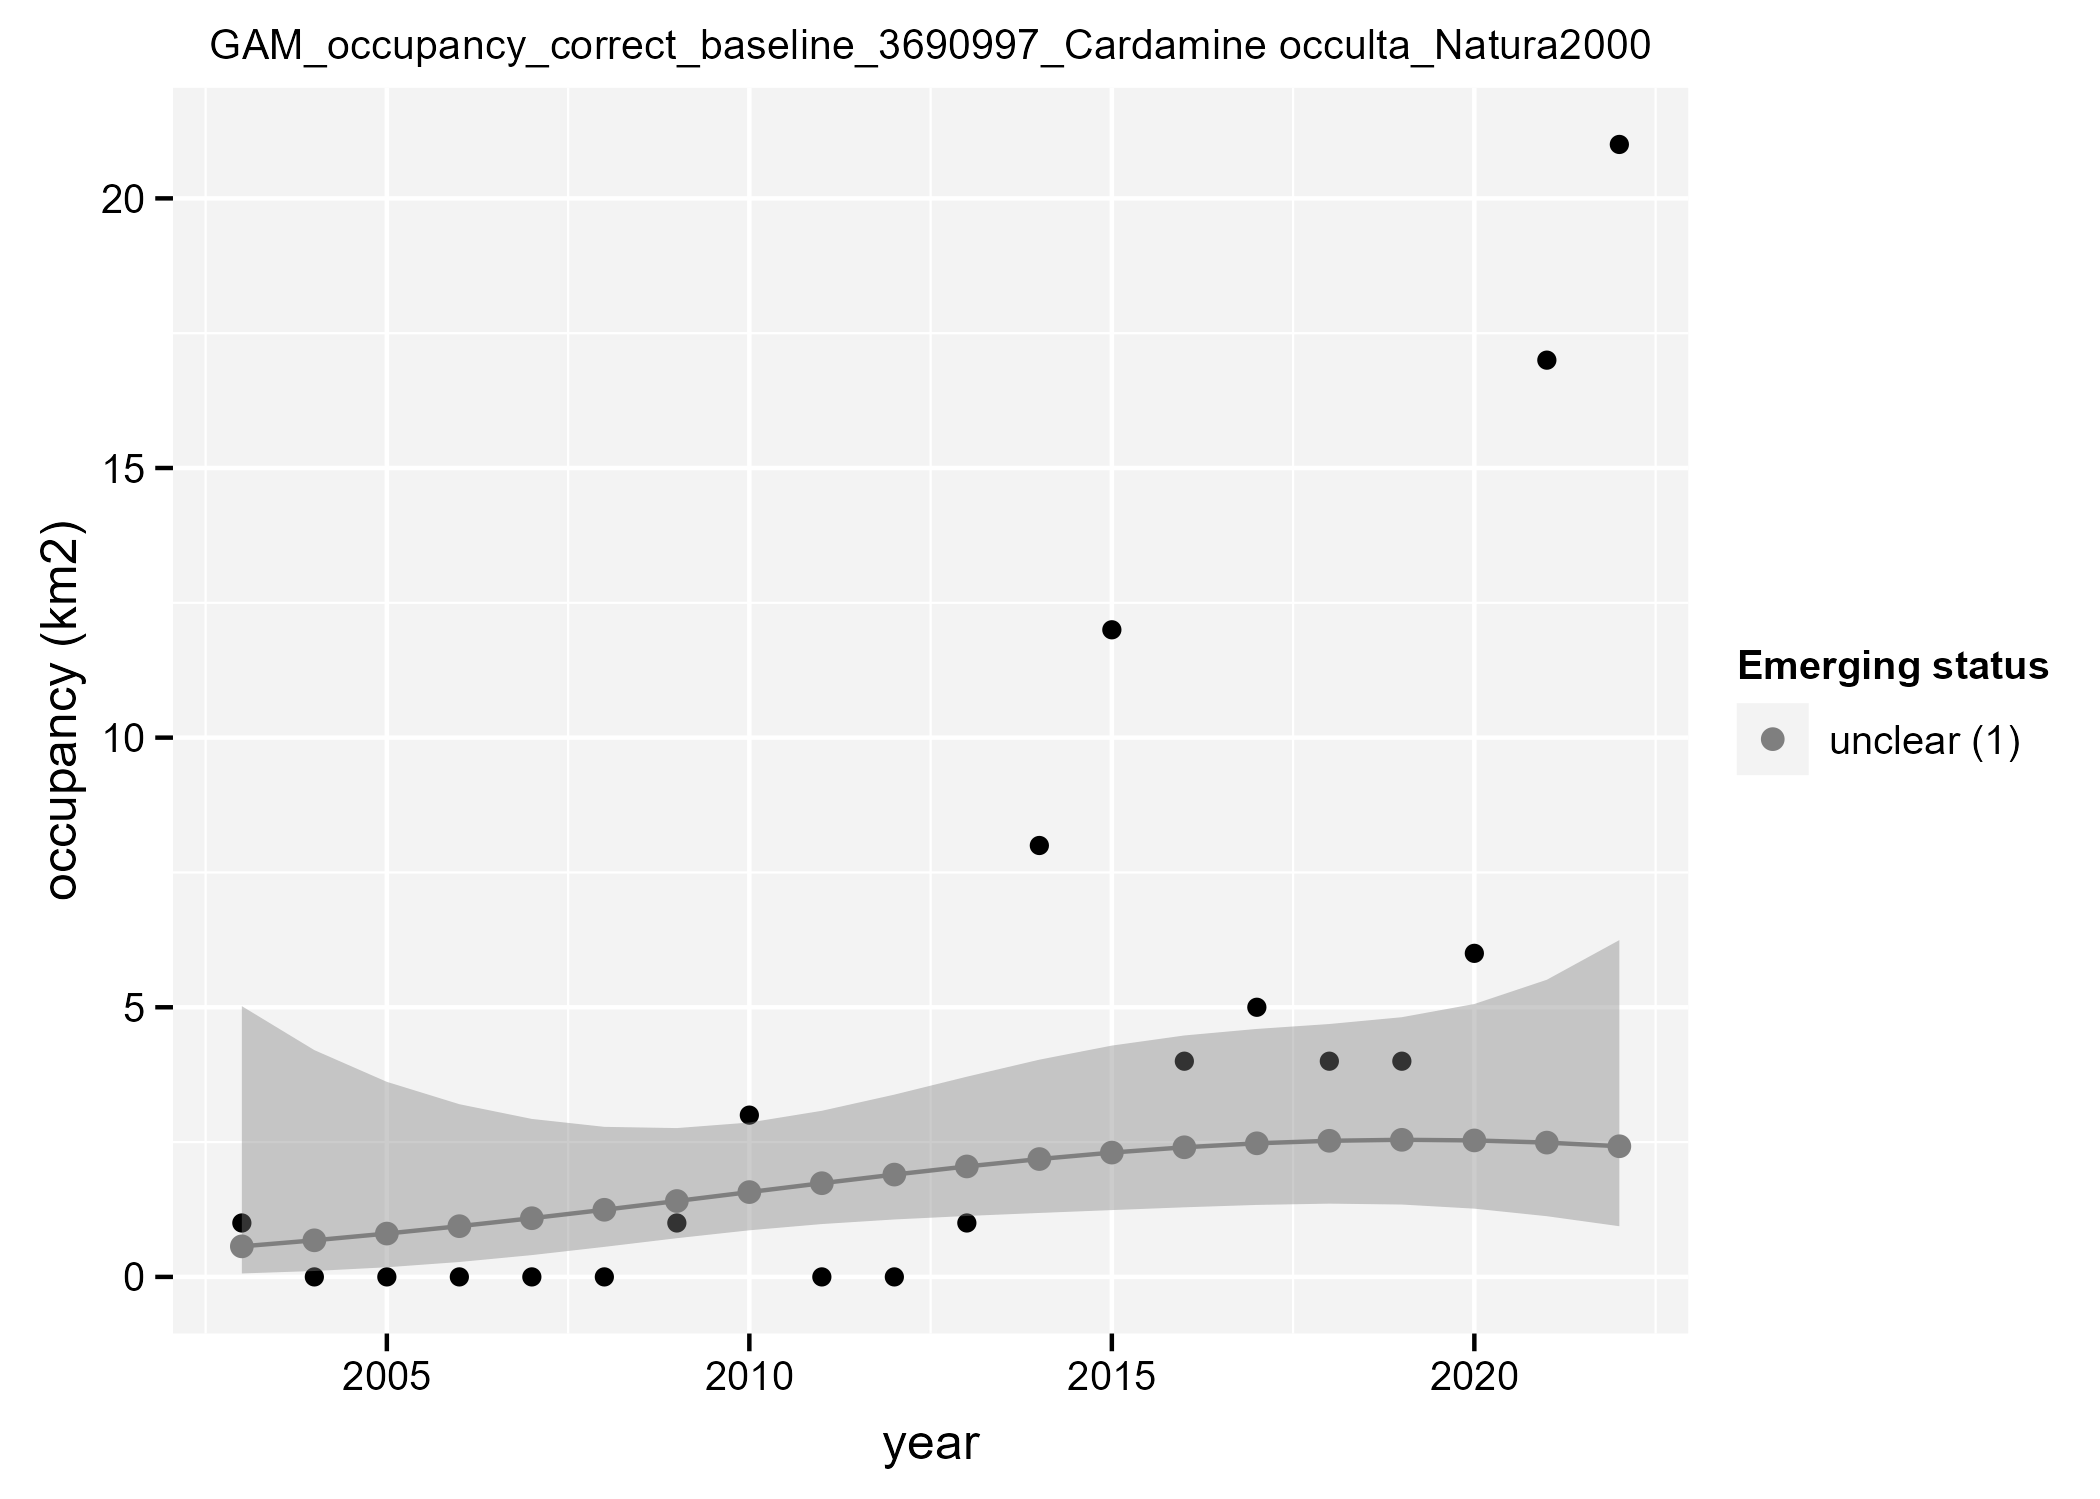 GAM_occupancy_correct_baseline_3690997_Cardamine occulta_Natura2000
occupancy (km2)
20
15
10
5
0
2005 2010 2015 2020
year
Emerging status
unclear (1)